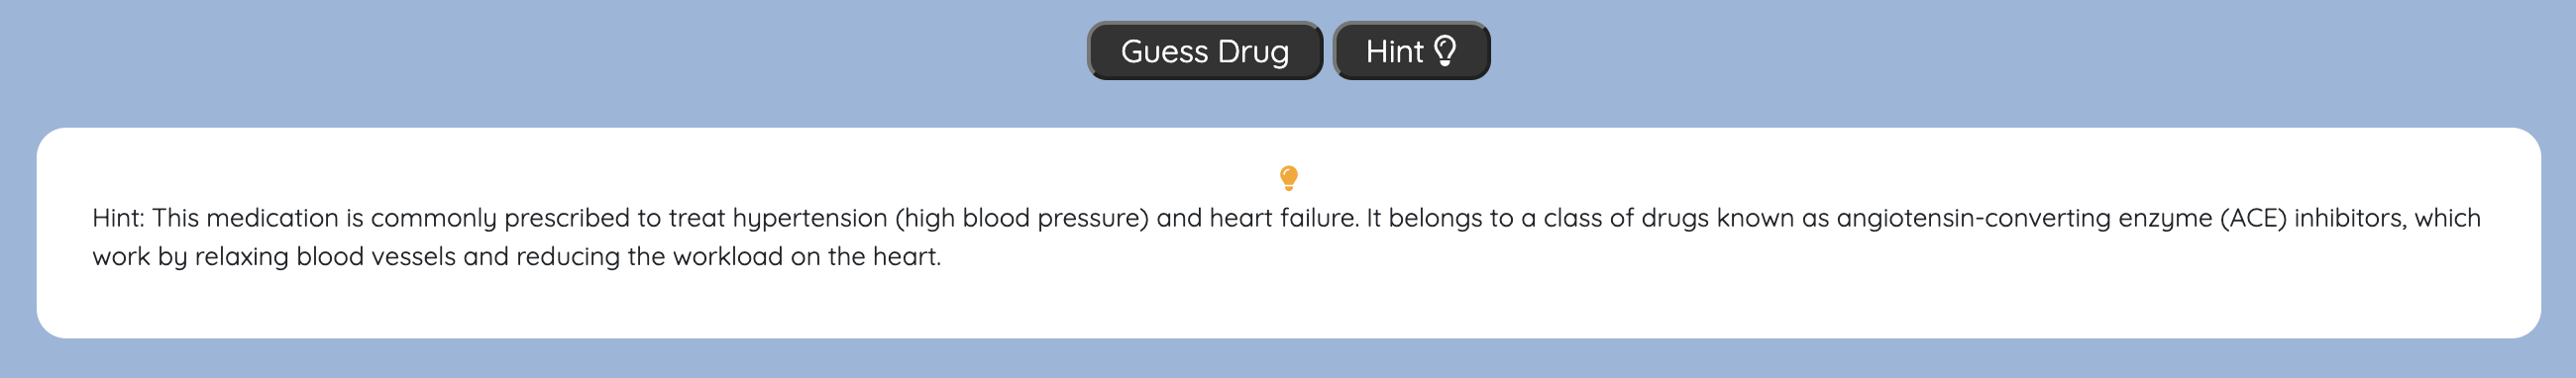 Guess Drug
Hint
Hint: This medication is commonly prescribed to treat hypertension (high blood pressure) and heart failure. It belongs to a class of drugs known as angiotensin-converting enzyme (ACE) inhibitors, which
work by relaxing blood vessels and reducing the workload on the heart.